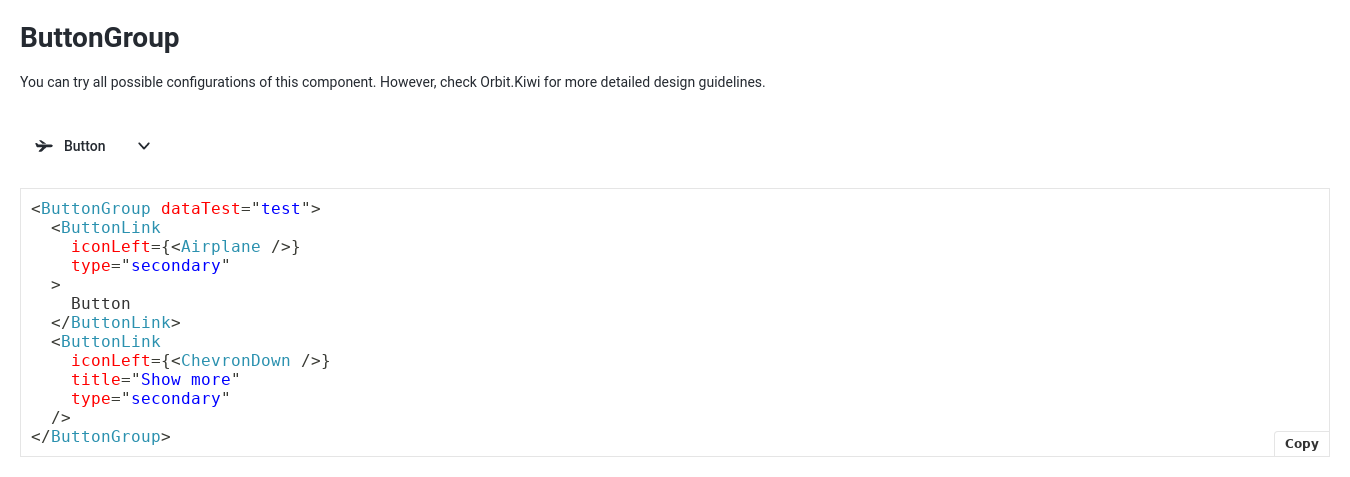 ButtonGroup
You can try all possible configurations of this component. However, check Orbit.Kiwi for more detailed design guidelines.
Button
<ButtonGroup dataTest="test">
  <ButtonLink
    iconLeft={<Airplane />}
    type="secondary"
  >
    Button
  </ButtonLink>
  <ButtonLink
    iconLeft={<ChevronDown />}
    title="Show more"
    type="secondary"
  />
</ButtonGroup>
Copy